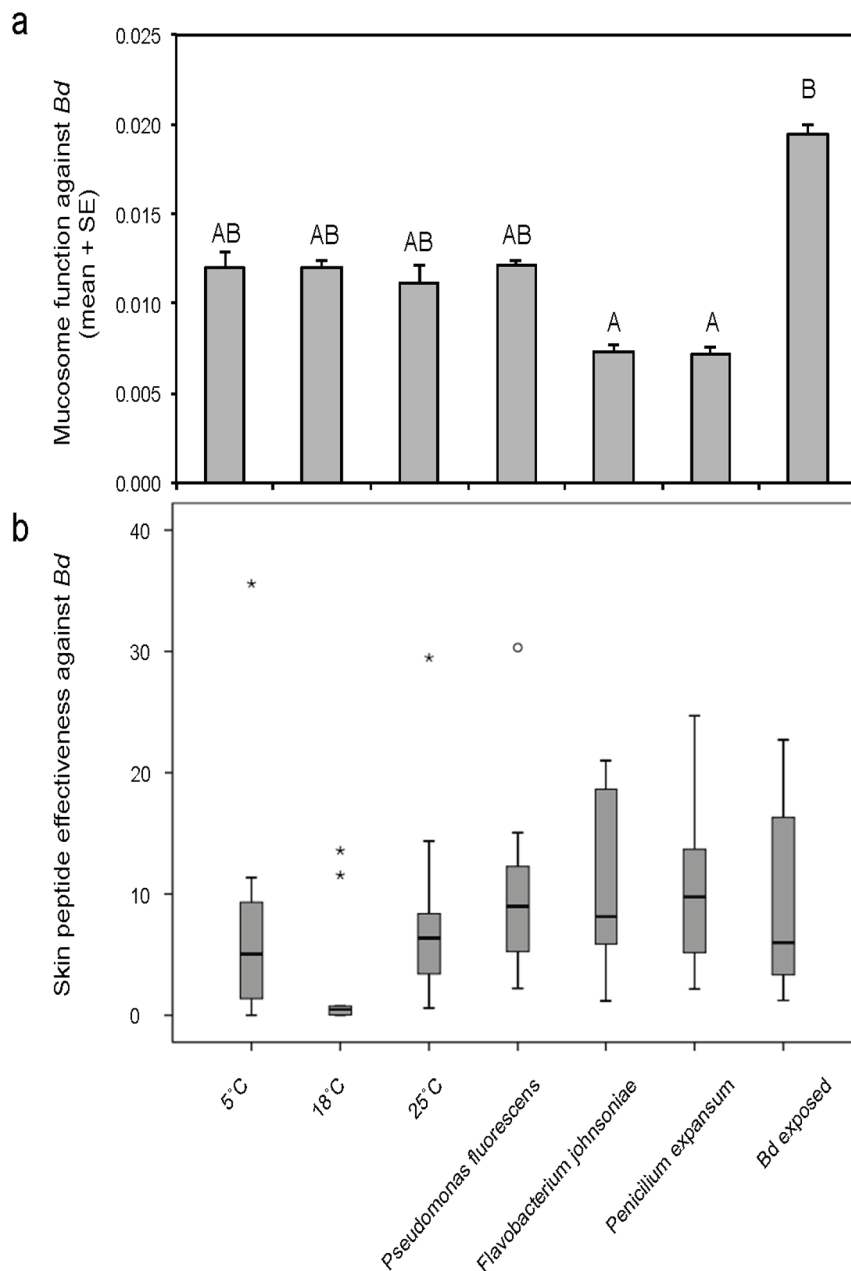 a
Mucosome function against Bd
(mean + SE)
0.025
0.020
0.015
0.010
0.005
0.000
AB
AB
AB
AB
A
A
B
b
Skin peptide effectiveness against Bd
40
30
20
10
0
*
*
*
*
5°C
18°C
25°C
Pseudomonas fluorescens
Flavobacterium johnsoniae
Penicilium expansum
Bd exposed